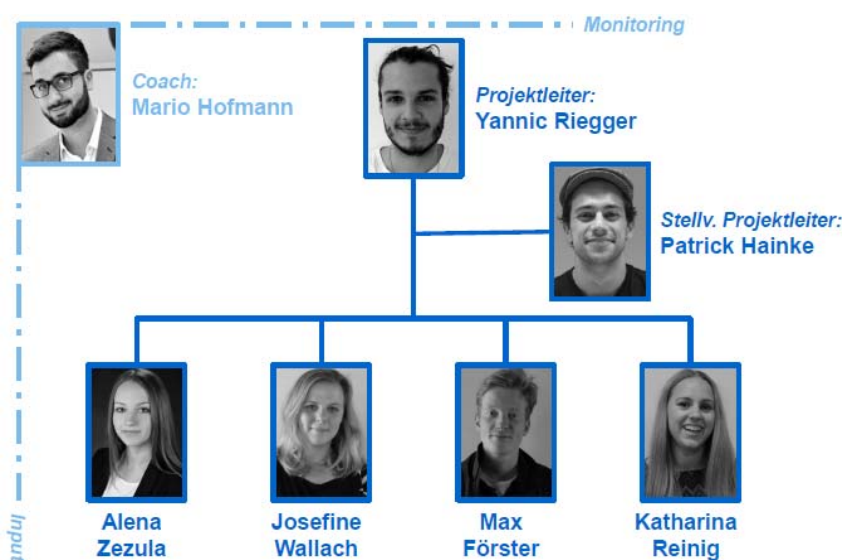 Monitoring
Coach:
Mario Hofmann
Projektleiter:
Yannic Riegger
Stellv. Projektleiter:
Patrick Hainke
Alena
Zezula
Josefine
Wallach
Max
Förster
Katharina
Reinig
Input